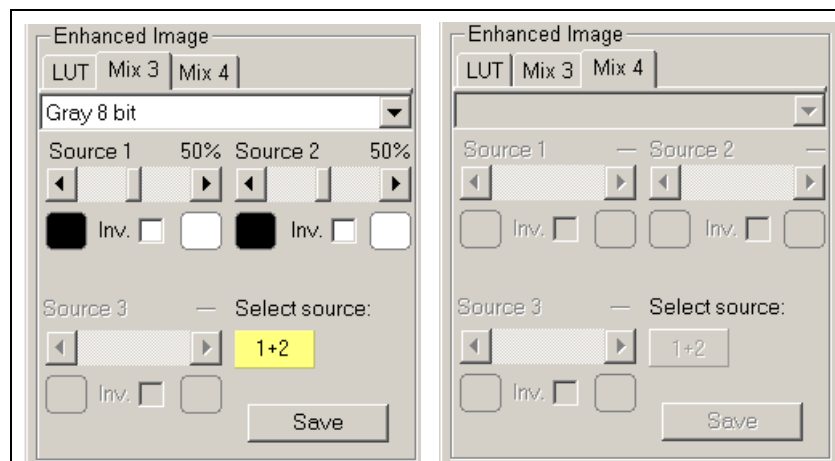 Enhanced Image
LUT Mix 3 Mix 4
Gray 8 bit
Source 1 50% Source 2 50%
Inv. Inv.
Source 3 — Select source:
1+2
Inv.
Save
Enhanced Image
LUT Mix 3 Mix 4
Source 1 — Source 2 —
Inv. Inv.
Source 3 — Select source:
1+2
Inv.
Save